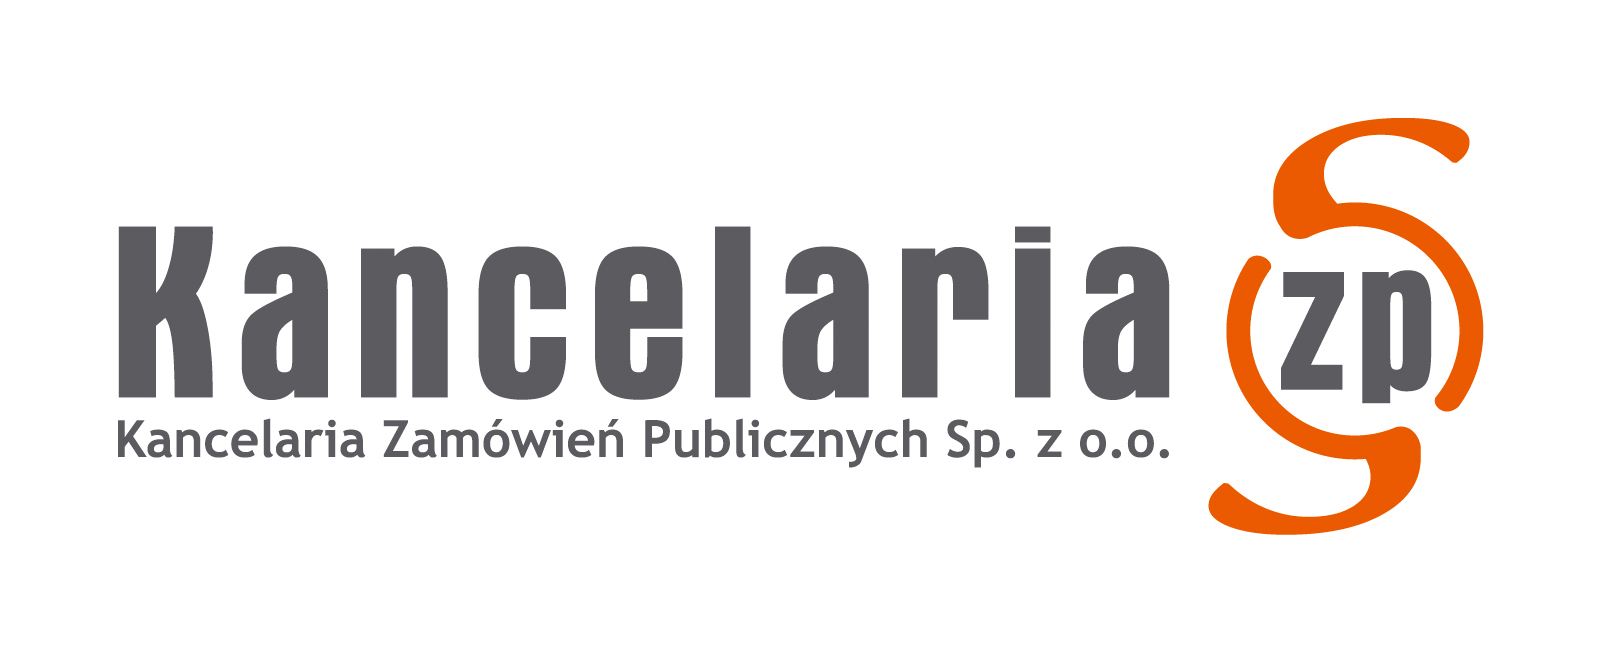 Kancelaria zp
Kancelaria Zamówień Publicznych Sp. z o.o.